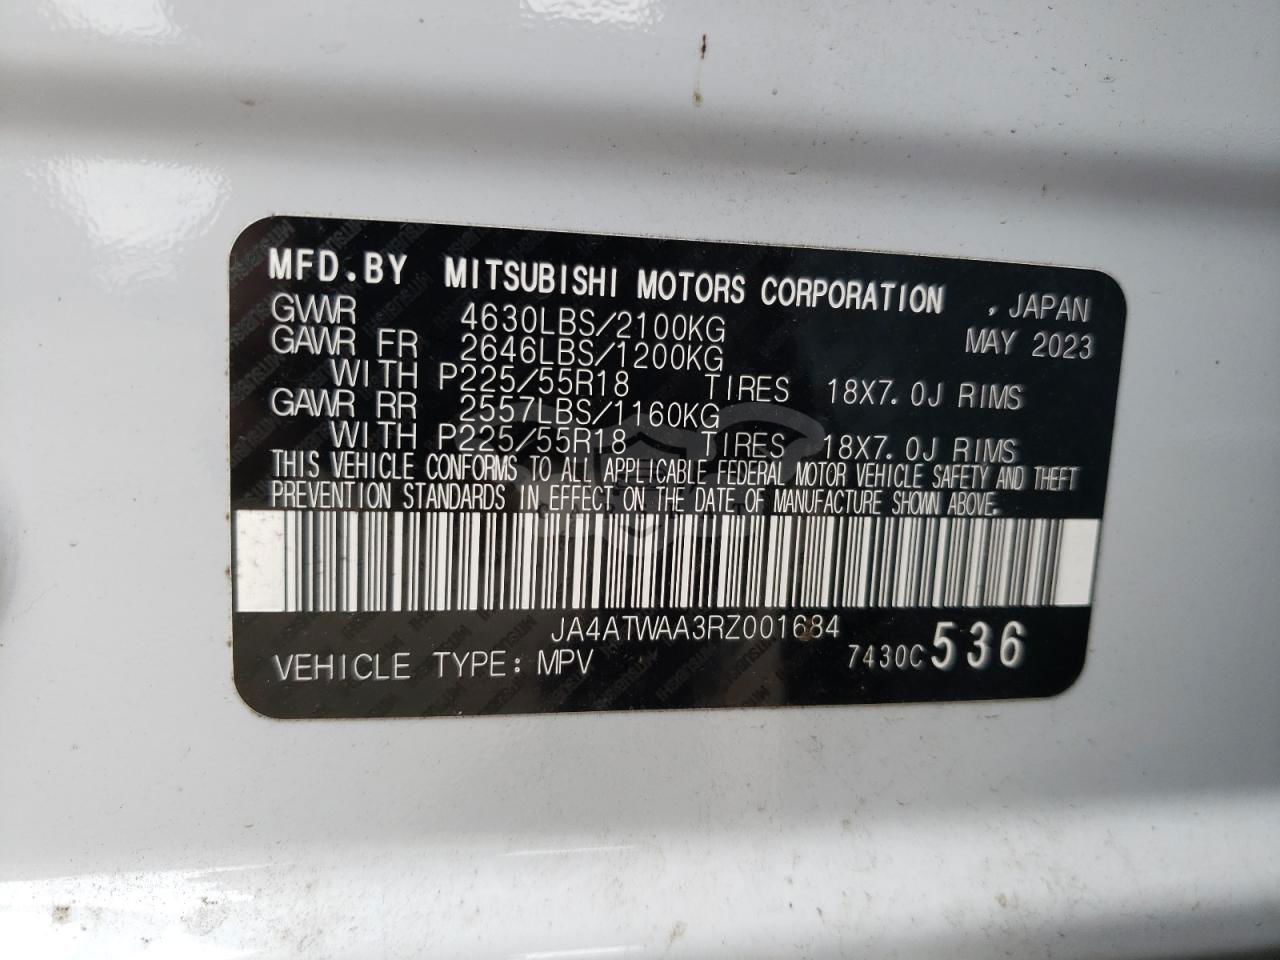 MFD.BY MITSUBISHI MOTORS CORPORATION , JAPAN
GVWR 4630LBS/2100KG MAY 2023
GAWR FR 2646LBS/1200KG
WITH P225/55R18 TIRES 18X7.0J RIMS
GAWR RR 2557LBS/1160KG
WITH P225/55R18 TIRES 18X7.0J RIMS
THIS VEHICLE CONFORMS TO ALL APPLICABLE FEDERAL MOTOR VEHICLE SAFETY AND THEFT
PREVENTION STANDARDS IN EFFECT ON THE DATE OF MANUFACTURE SHOWN ABOVE.
JA4ATWAA3RZ001684
VEHICLE TYPE: MPV 7430C 536